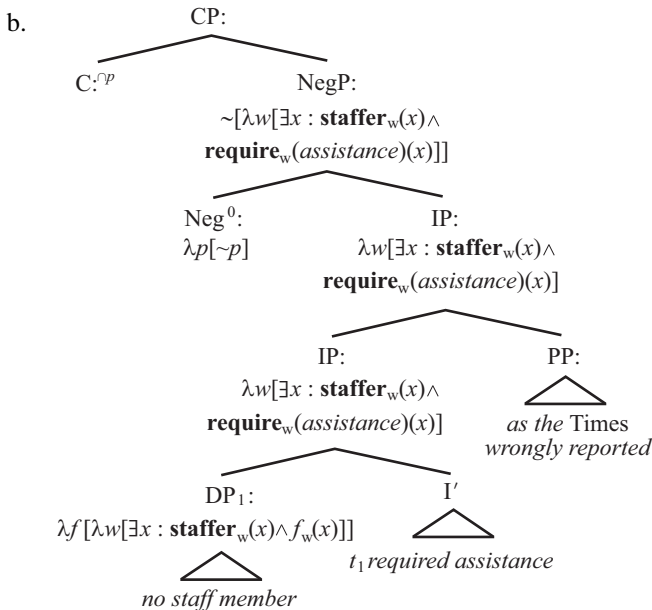 b.
CP:
C:∩p
NegP:
~[λw[∃x : staffer_w(x)∧
require_w(assistance)(x)]]
Neg⁰:
λp[~p]
IP:
λw[∃x : staffer_w(x)∧
require_w(assistance)(x)]
IP:
λw[∃x : staffer_w(x)∧
require_w(assistance)(x)]
PP:
as the Times
wrongly reported
DP₁:
λf [λw[∃x : staffer_w(x)∧f_w(x)]]
no staff member
I′
t₁ required assistance